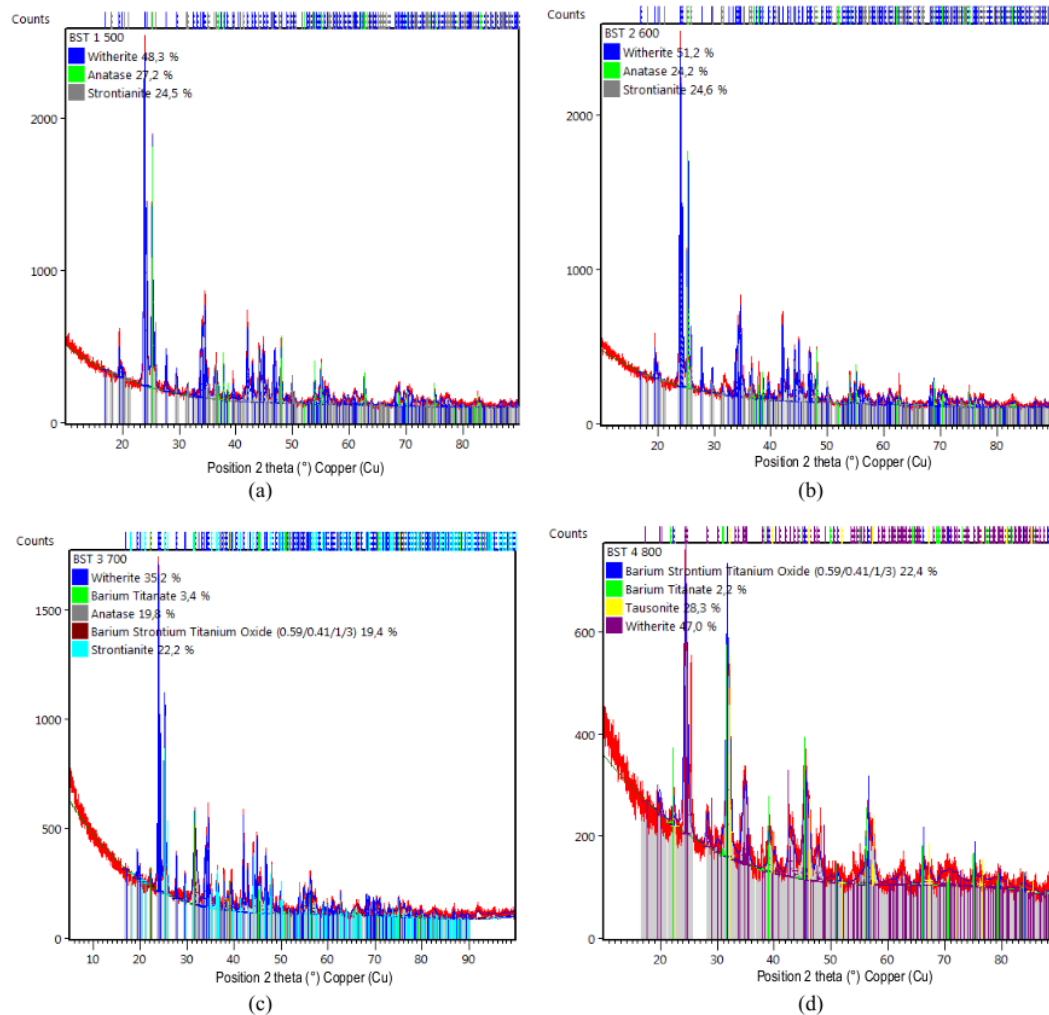 Counts
BST 1 500
Witherite 48,3 %
Anatase 27,2 %
Strontianite 24,5 %
2000
1000
0
20 30 40 50 60 70 80
Position 2 theta (°) Copper (Cu)
(a)
Counts
BST 2 600
Witherite 51,2 %
Anatase 24,2 %
Strontianite 24,6 %
2000
1000
0
20 30 40 50 60 70 80
Position 2 theta (°) Copper (Cu)
(b)
Counts
BST 3 700
Witherite 35,2 %
Barium Titanate 3,4 %
Anatase 19,8 %
Barium Strontium Titanium Oxide (0.59/0.41/1/3) 19,4 %
Strontianite 22,2 %
1500
1000
500
0
10 20 30 40 50 60 70 80 90
Position 2 theta (°) Copper (Cu)
(c)
Counts
BST 4 800
Barium Strontium Titanium Oxide (0.59/0.41/1/3) 22,4 %
Barium Titanate 2,2 %
Tausonite 28,3 %
Witherite 47,0 %
600
400
200
0
20 30 40 50 60 70 80
Position 2 theta (°) Copper (Cu)
(d)